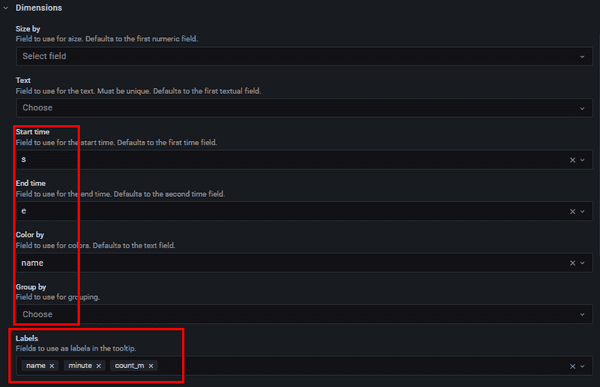 Dimensions
Size by
Field to use for size. Defaults to the first numeric field.
Select field
Text
Field to use for the text. Must be unique. Defaults to the first textual field.
Choose
Start time
Field to use for the start time. Defaults to the first time field.
s
End time
Field to use for the end time. Defaults to the second time field.
e
Color by
Field to use for colors. Defaults to the text field.
name
Group by
Field to use for grouping.
Choose
Labels
Fields to use as labels in the tooltip.
name minute count_m